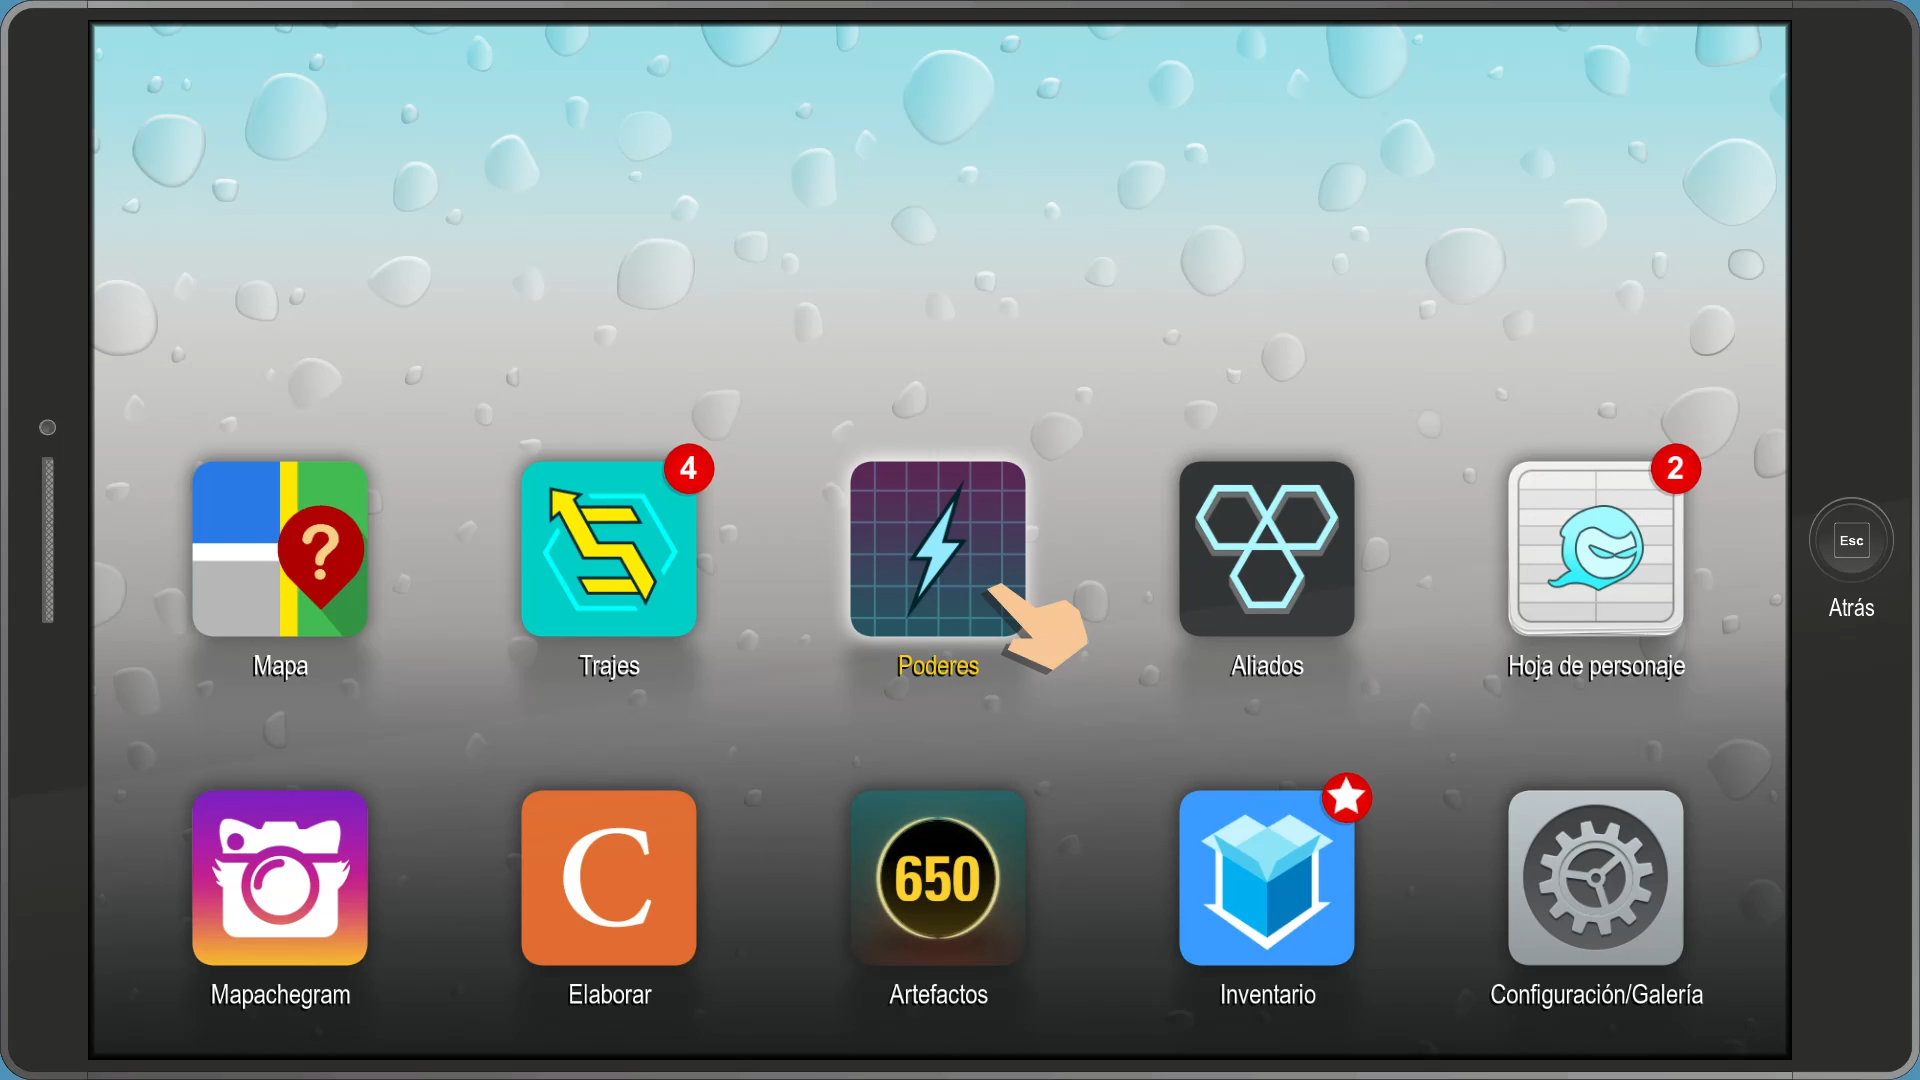 4
2
?
Esc
Atrás
Mapa
Trajes
Poderes
Aliados
Hoja de personaje
C
650
Mapachegram
Elaborar
Artefactos
Inventario
Configuración/Galería